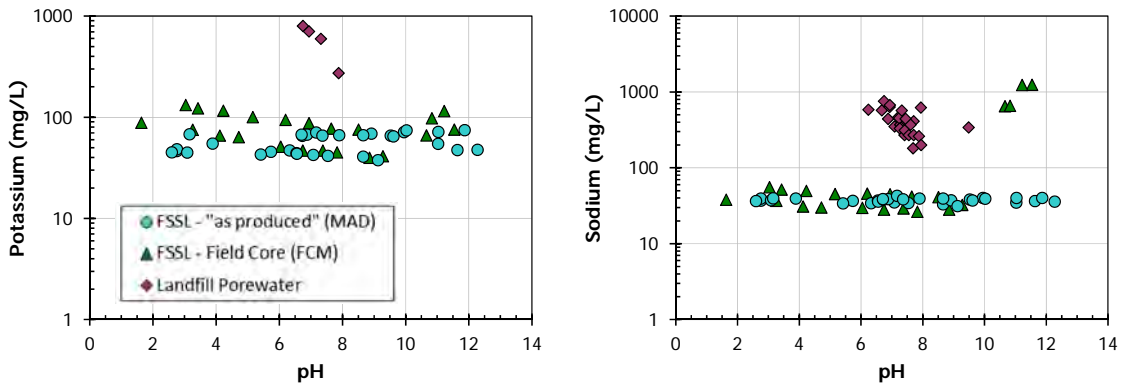 Potassium (mg/L)
1000
100
10
1
0 2 4 6 8 10 12 14
pH
FSSL - "as produced" (MAD)
FSSL - Field Core (FCM)
Landfill Porewater
Sodium (mg/L)
10000
1000
100
10
1
0 2 4 6 8 10 12 14
pH